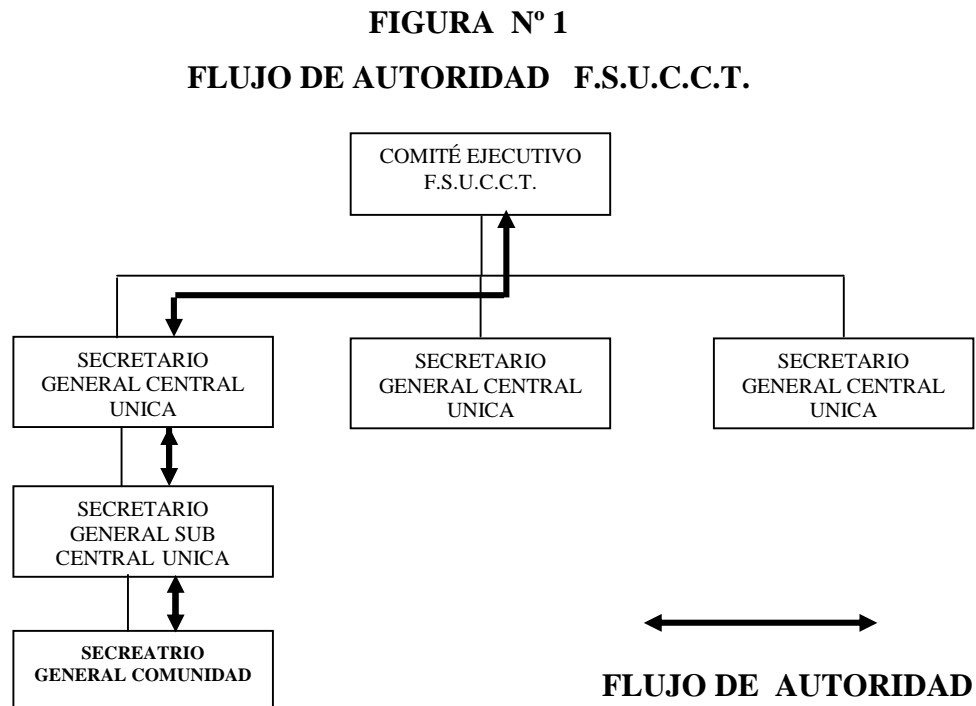 FIGURA Nº 1
FLUJO DE AUTORIDAD F.S.U.C.C.T.
COMITÉ EJECUTIVO
F.S.U.C.C.T.
SECRETARIO
GENERAL CENTRAL
UNICA
SECRETARIO
GENERAL CENTRAL
UNICA
SECRETARIO
GENERAL CENTRAL
UNICA
SECRETARIO
GENERAL SUB
CENTRAL UNICA
SECREATRIO
GENERAL COMUNIDAD
FLUJO DE AUTORIDAD